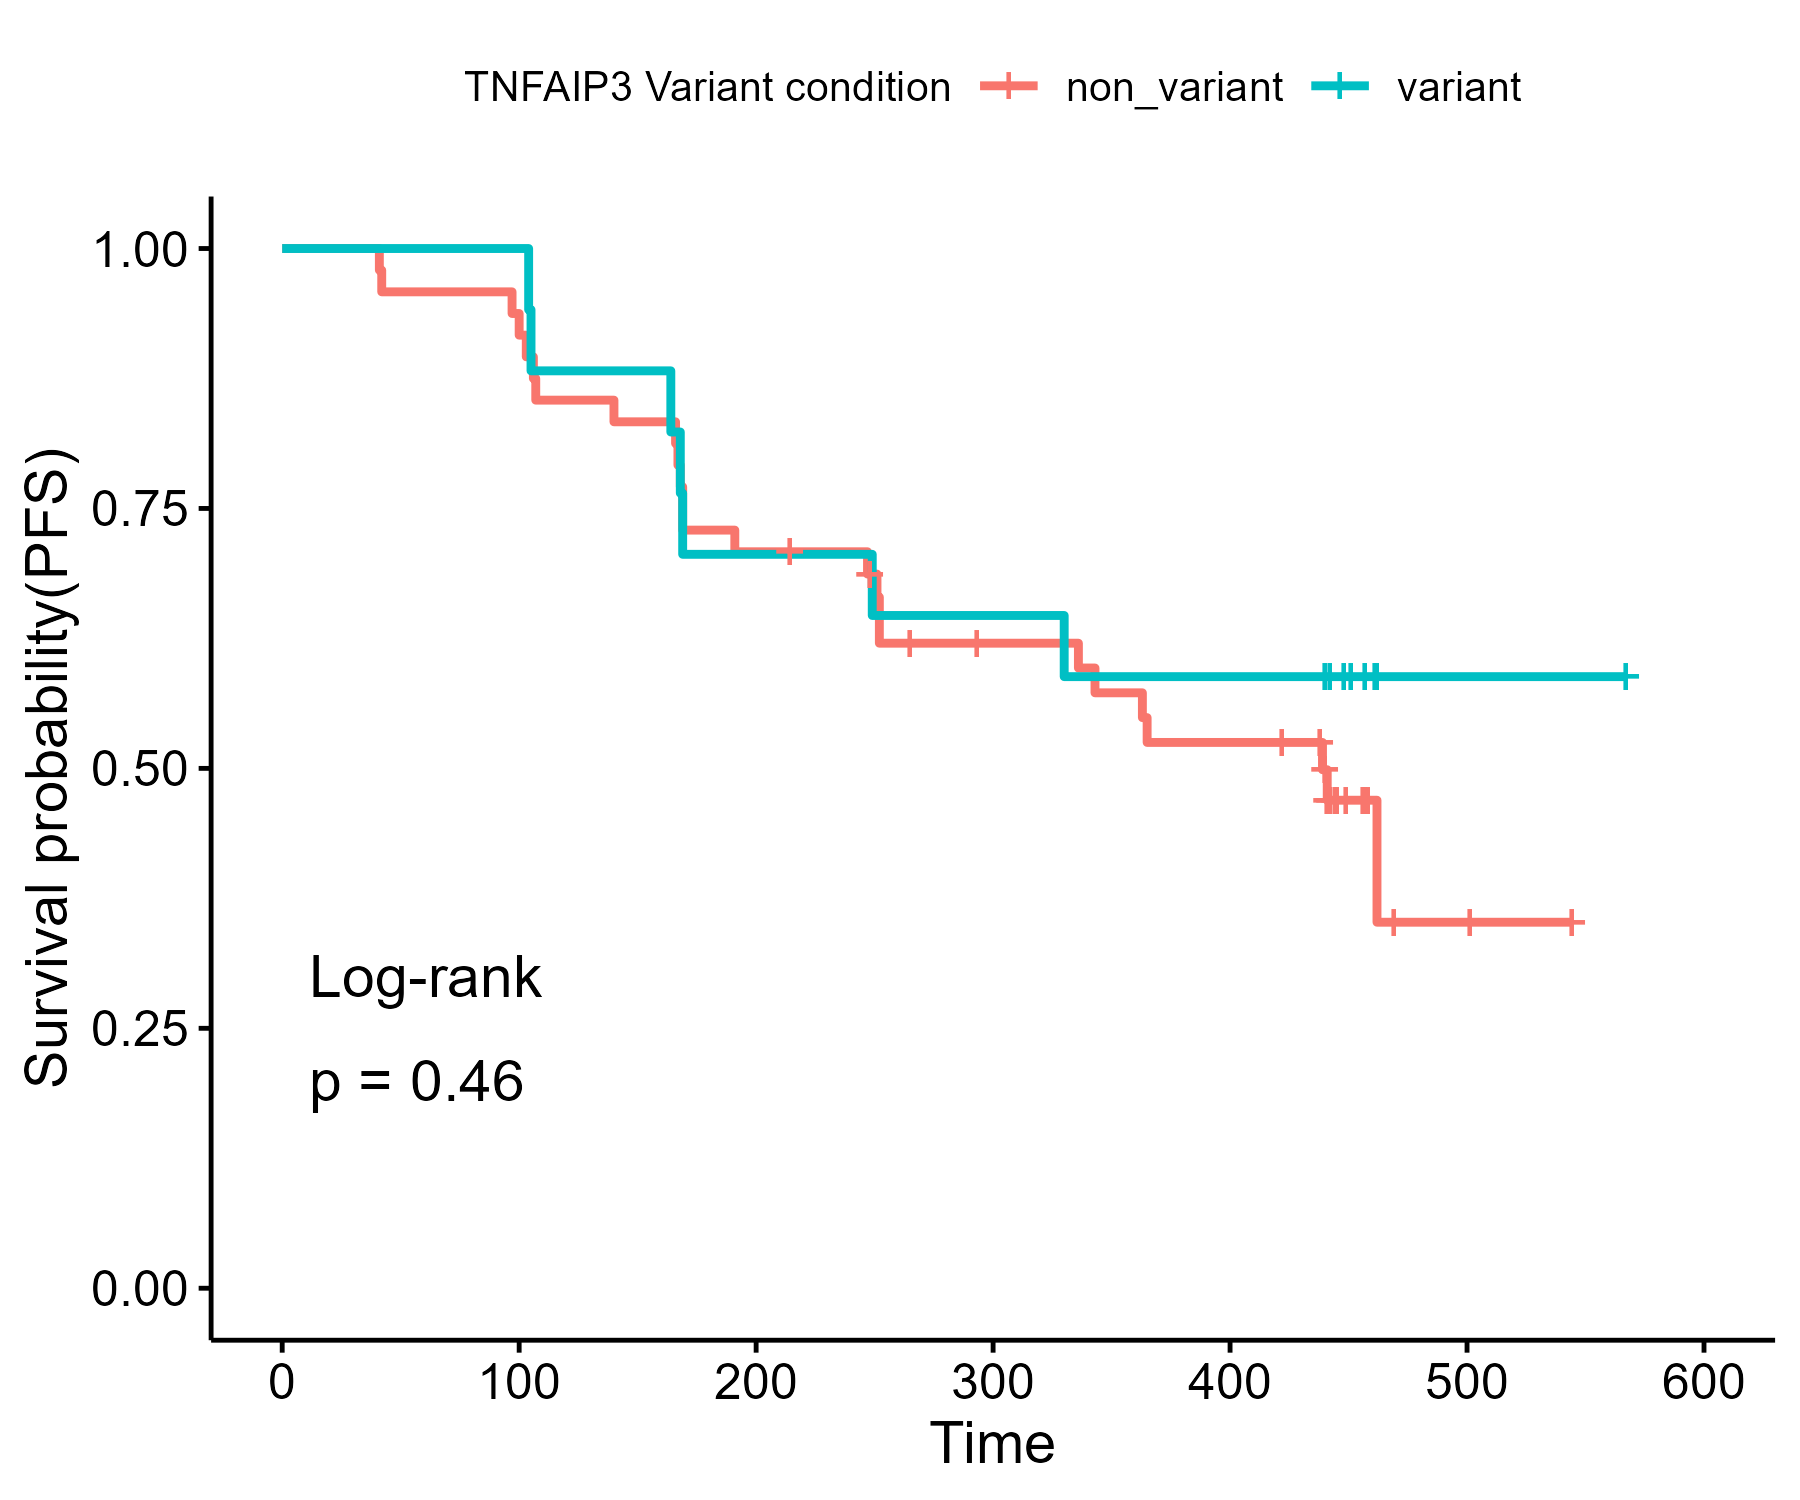 TNFAIP3 Variant condition non_variant variant
Survival probability(PFS)
1.00
0.75
0.50
0.25
0.00
Log-rank
p = 0.46
0 100 200 300 400 500 600
Time